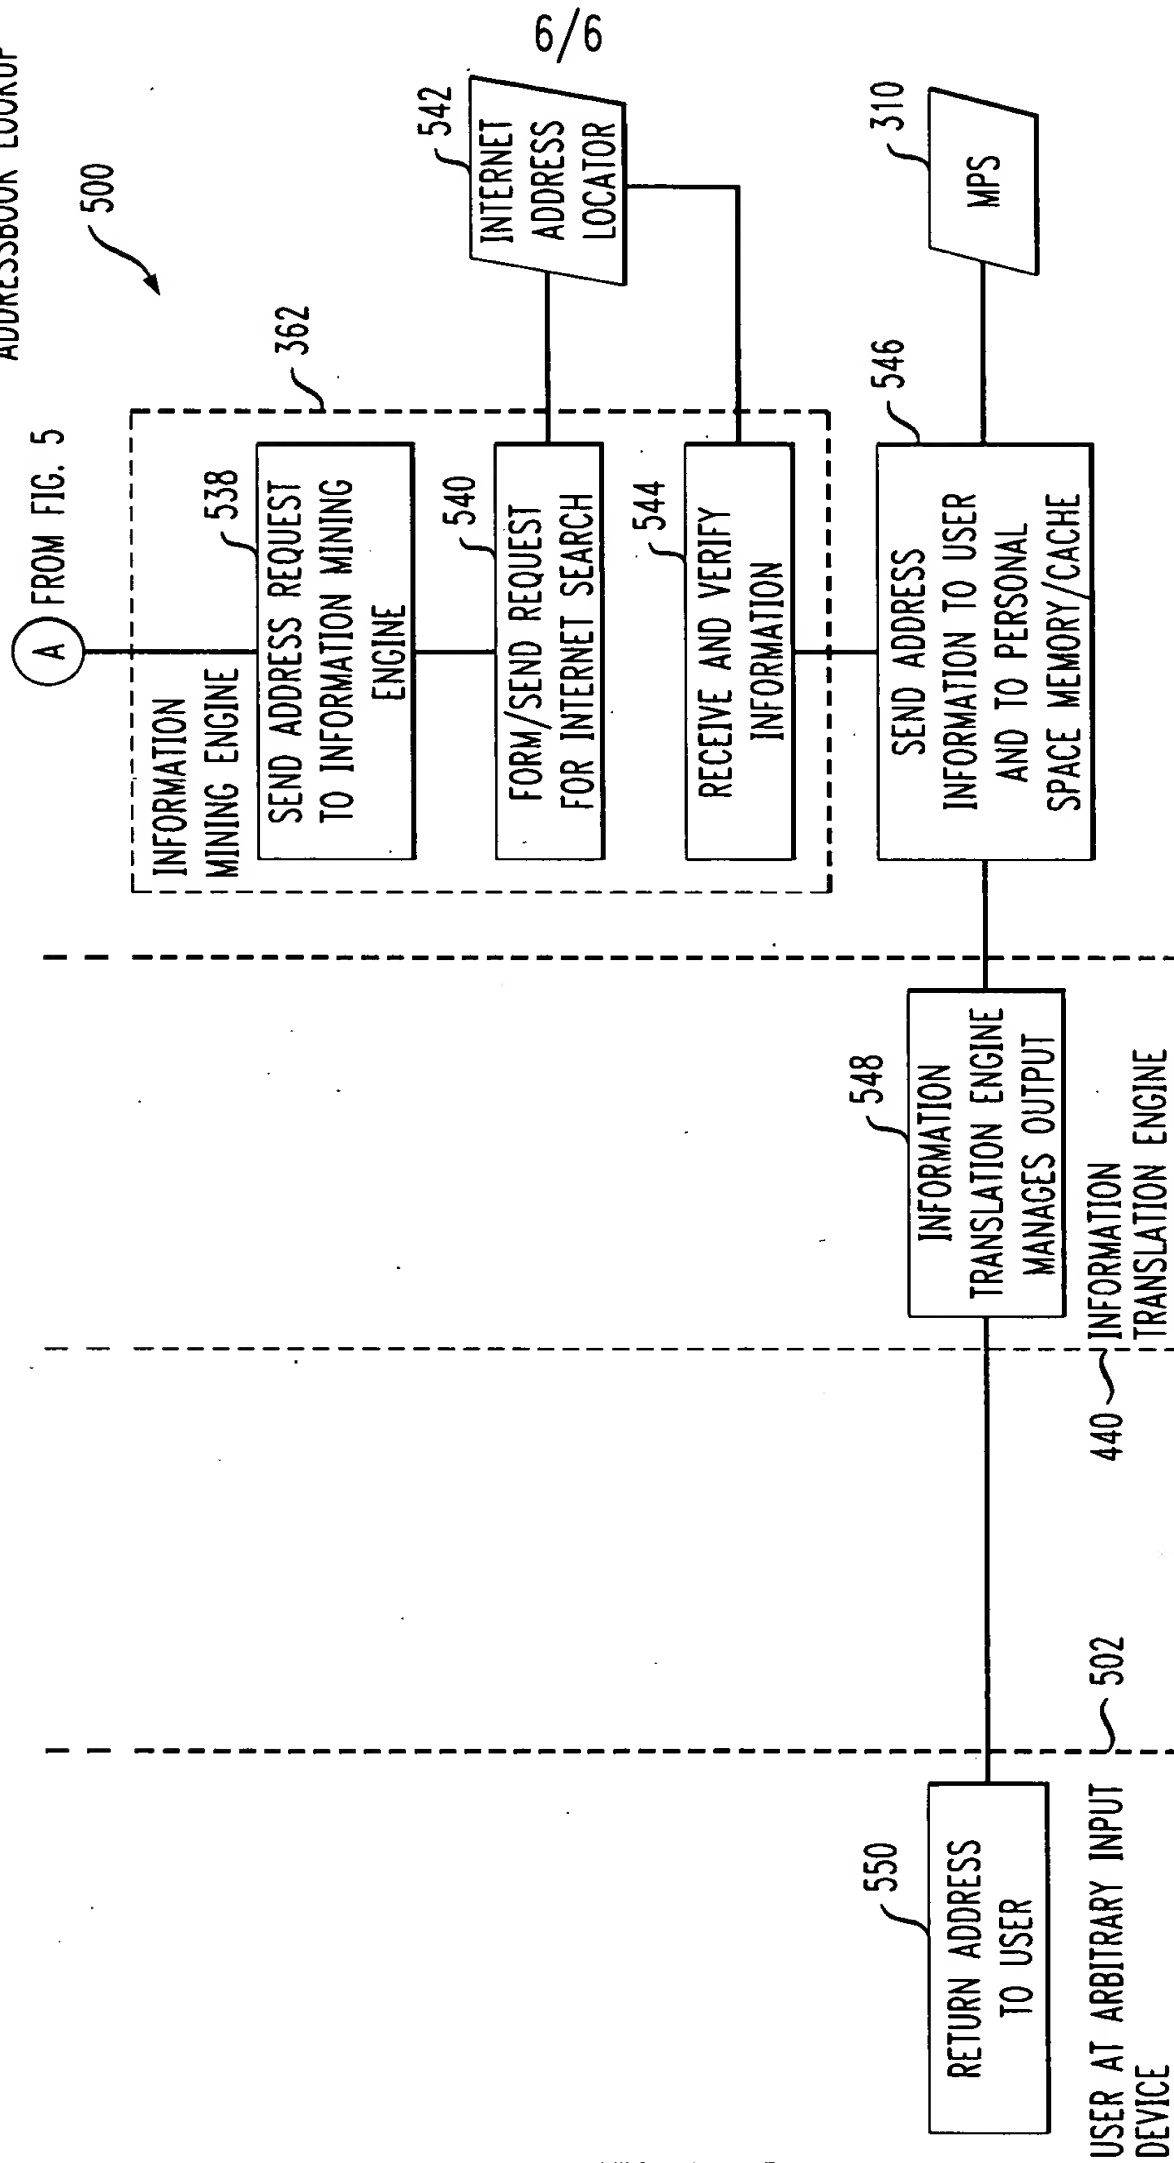 ADDRESSBOOK LOOKUP
6/6
500
A
FROM FIG. 5
362
INFORMATION
MINING ENGINE
538
SEND ADDRESS REQUEST
TO INFORMATION MINING
ENGINE
540
FORM/SEND REQUEST
FOR INTERNET SEARCH
542
INTERNET
ADDRESS
LOCATOR
544
RECEIVE AND VERIFY
INFORMATION
546
SEND ADDRESS
INFORMATION TO USER
AND TO PERSONAL
SPACE MEMORY/CACHE
310
MPS
548
INFORMATION
TRANSLATION ENGINE
MANAGES OUTPUT
440
INFORMATION
TRANSLATION ENGINE
550
RETURN ADDRESS
TO USER
502
USER AT ARBITRARY INPUT
DEVICE